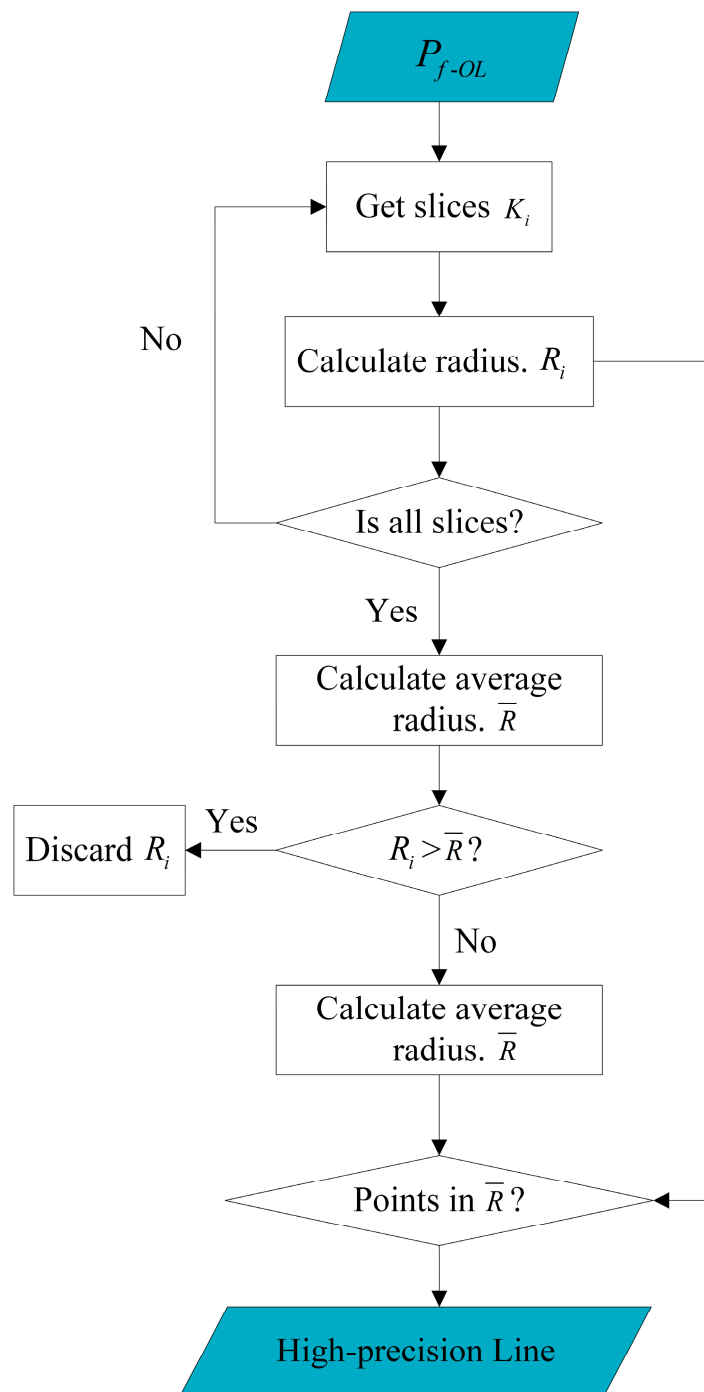 P_{f-OL}
Get slices K_i
No
Calculate radius. R_i
Is all slices?
Yes
Calculate average
radius. R̅
Yes
Discard R_i
R_i > R̅ ?
No
Calculate average
radius. R̅
Points in R̅ ?
High-precision Line